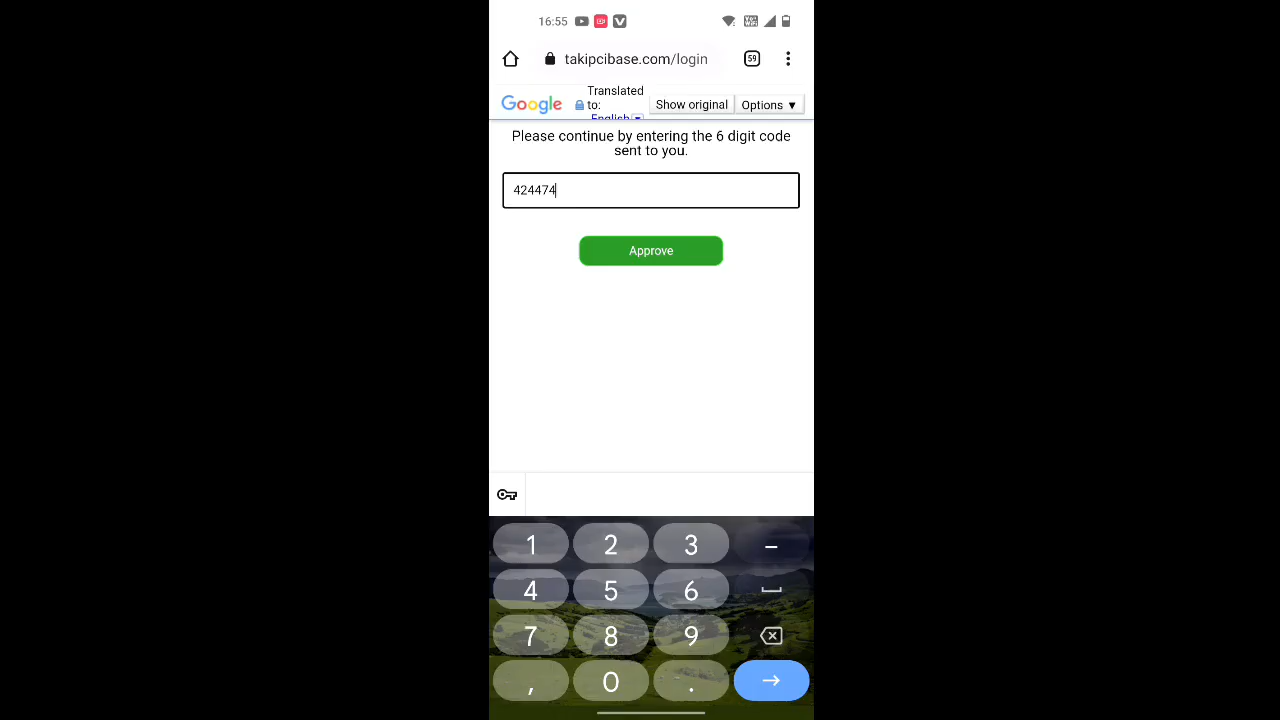 16:55
takipcibase.com/login
59
Google
Translated
to:
English
Show original
Options ▼
Please continue by entering the 6 digit code
sent to you.
424474
Approve
1 2 3 –
4 5 6
7 8 9
, 0 .